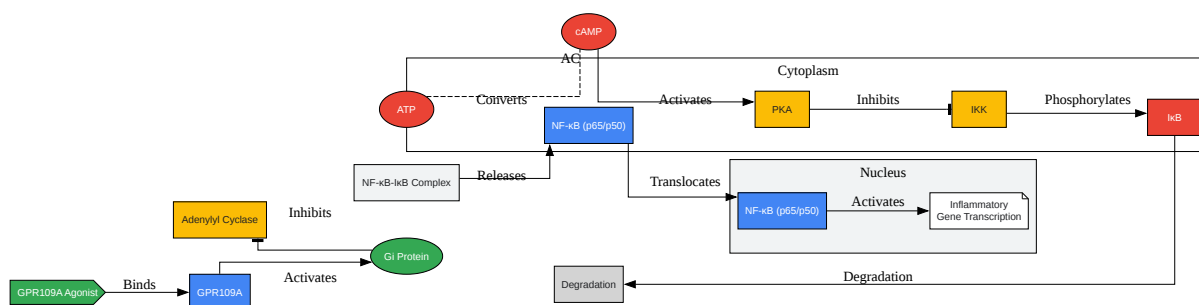 cAMP
AC
Cytoplasm
ATP
Converts
Activates
PKA
Inhibits
IKK
Phosphorylates
IκB
NF-κB (p65/p50)
NF-κB-IκB Complex
Releases
Translocates
Nucleus
NF-κB (p65/p50)
Activates
Inflammatory
Gene Transcription
Adenylyl Cyclase
Inhibits
Gi Protein
Activates
GPR109A Agonist
Binds
GPR109A
Degradation
Degradation